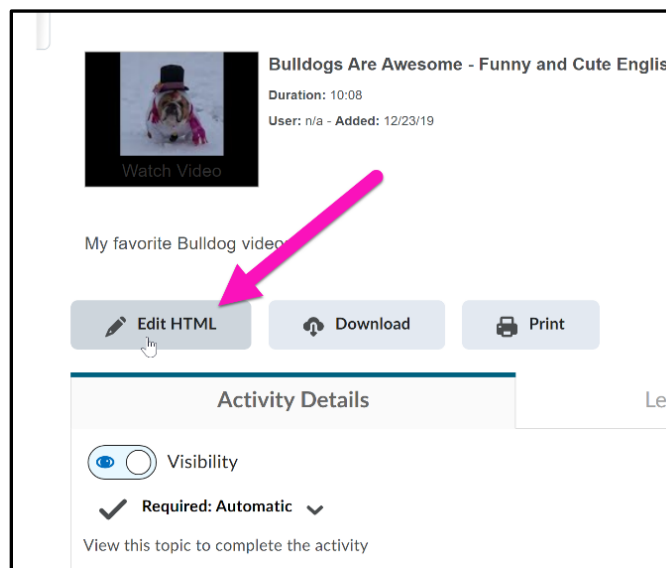 Bulldogs Are Awesome - Funny and Cute Englis
Duration: 10:08
User: n/a - Added: 12/23/19
Watch Video
My favorite Bulldog video
Edit HTML
Download
Print
Activity Details
Le
Visibility
Required: Automatic
View this topic to complete the activity